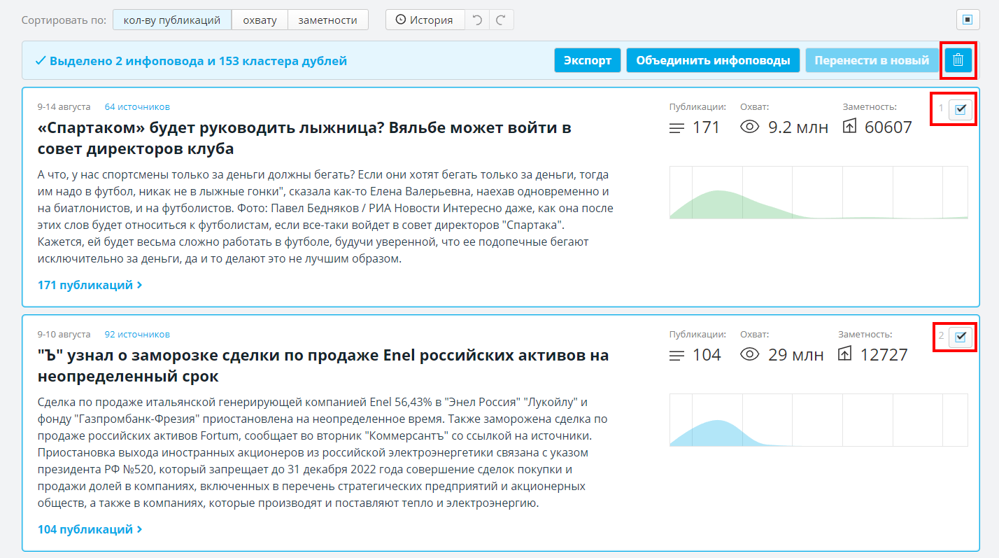 Сортировать по: кол-ву публикаций охвату заметности История
Выделено 2 инфоповода и 153 кластера дублей Экспорт Объединить инфоповоды Перенести в новый
9-14 августа 64 источников Публикации: Охват: Заметность: 1
«Спартаком» будет руководить лыжница? Вяльбе может войти в 171 9.2 млн 60607
совет директоров клуба
А что, у нас спортсмены только за деньги должны бегать? Если они хотят бегать только за деньги, тогда
им надо в футбол, никак не в лыжные гонки", сказала как-то Елена Валерьевна, наехав одновременно и
на биатлонистов, и на футболистов. Фото: Павел Бедняков / РИА Новости Интересно даже, как она после
этих слов будет относиться к футболистам, если все-таки войдет в совет директоров "Спартака".
Кажется, ей будет весьма сложно работать в футболе, будучи уверенной, что ее подопечные бегают
исключительно за деньги, да и то делают это не лучшим образом.
171 публикаций
9-10 августа 92 источников Публикации: Охват: Заметность: 2
"Ъ" узнал о заморозке сделки по продаже Enel российских активов на 104 29 млн 12727
неопределенный срок
Сделка по продаже итальянской генерирующей компанией Enel 56,43% в "Энел Россия" "Лукойлу" и
фонду "Газпромбанк-Фрезия" приостановлена на неопределенное время. Также заморожена сделка по
продаже российских активов Fortum, сообщает во вторник "Коммерсантъ" со ссылкой на источники.
Приостановка выхода иностранных акционеров из российской электроэнергетики связана с указом
президента РФ №520, который запрещает до 31 декабря 2022 года совершение сделок покупки и
продажи долей в компаниях, включенных в перечень стратегических предприятий и акционерных
обществ, а также в компаниях, которые производят и поставляют тепло и электроэнергию.
104 публикаций